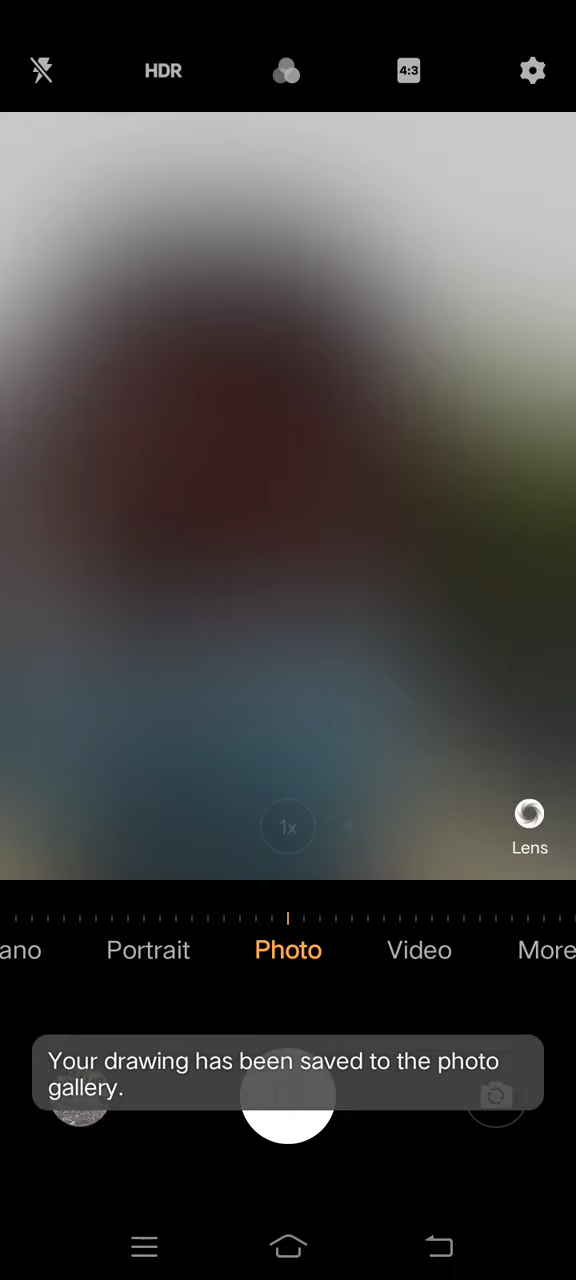 HDR
4:3
1x
Lens
ano
Portrait
Photo
Video
More
Your drawing has been saved to the photo
gallery.